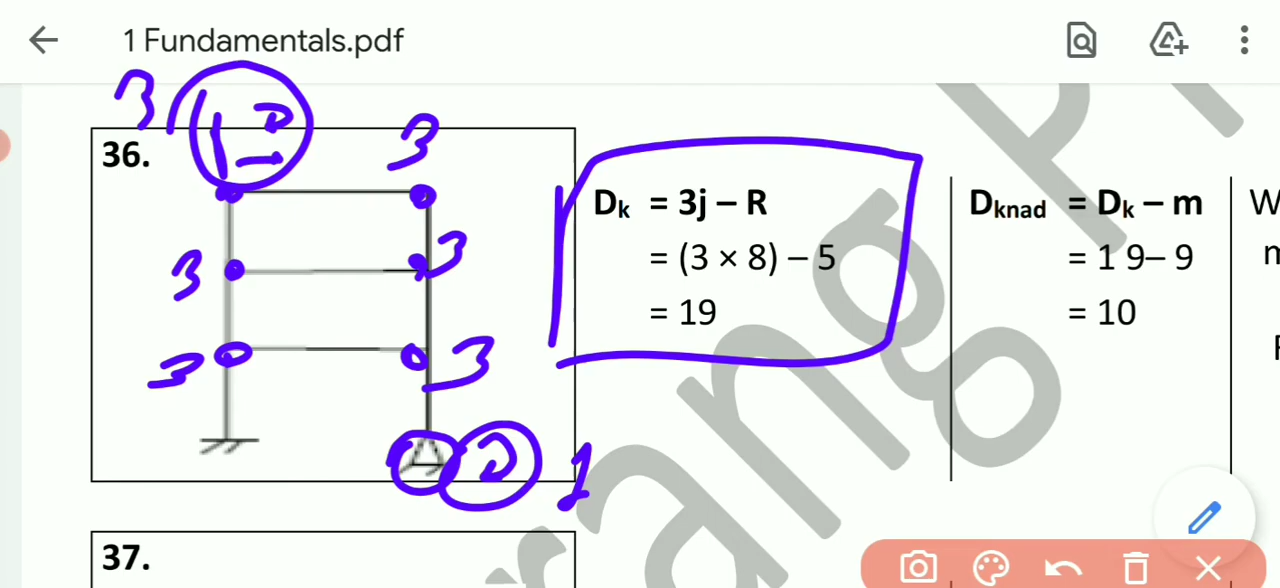 1 Fundamentals.pdf
3
3
36.
3
3
3
3
2
1
Dk = 3j – R
= (3 × 8) – 5
= 19
Dknad = Dk – m
= 1 9– 9
= 10
W
m
37.